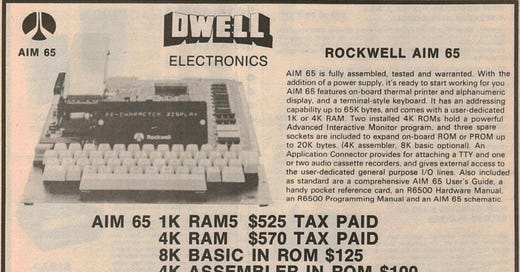 AIM 65
DWELL
ELECTRONICS
ROCKWELL AIM 65
AIM 65 is fully assembled, tested and warranted. With the
addition of a power supply, it's ready to start working for you
AIM 65 features on-board thermal printer and alphanumeric
display, and a terminal-style keyboard. It has an addressing
capability up to 65K bytes, and comes with a user-dedicated
1K or 4K RAM. Two installed 4K ROMs hold a powerful
Advanced Interactive Monitor program, and three spare
sockets are included to expand on-board ROM or PROM up
to 20K bytes. (4K assembler, 8K basic optional). An
Application Connector provides for attaching a TTY and one
or two audio cassette recorders, and gives external access to
the user-dedicated general purpose I/O lines. Also included
as standard are a comprehensive AIM 65 User's Guide, a
handy pocket reference card, an R6500 Hardware Manual,
an R6500 Programming Manual and an AIM 65 schematic.
20-CHARACTER DISPLAY
Rockwell
AIM 65 1K RAM5 $525 TAX PAID
4K RAM $570 TAX PAID
8K BASIC IN ROM $125
4K ASSEMBLER IN ROM $100